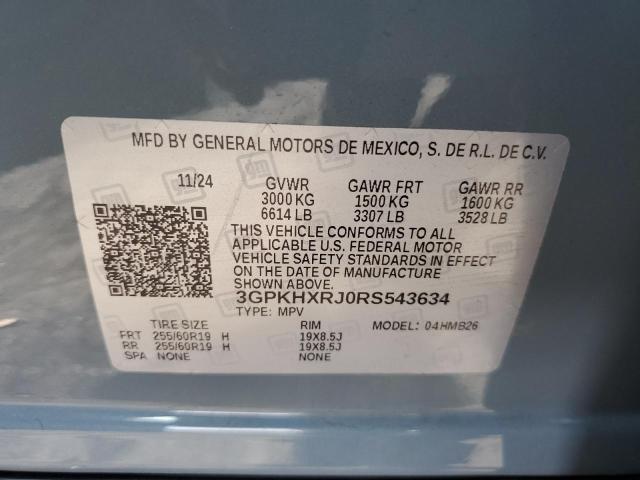 MFD BY GENERAL MOTORS DE MEXICO, S. DE R.L. DE C.V.
11/24 GVWR GAWR FRT GAWR RR
3000 KG 1500 KG 1600 KG
6614 LB 3307 LB 3528 LB
THIS VEHICLE CONFORMS TO ALL
APPLICABLE U.S. FEDERAL MOTOR
VEHICLE SAFETY STANDARDS IN EFFECT
ON THE DATE OF MANUFACTURE
SHOWN ABOVE.
3GPKHXRJ0RS543634
TYPE: MPV
TIRE SIZE RIM MODEL: 04HMB26
FRT 255/60R19 H 19X8.5J
RR 255/60R19 H 19X8.5J
SPA NONE NONE